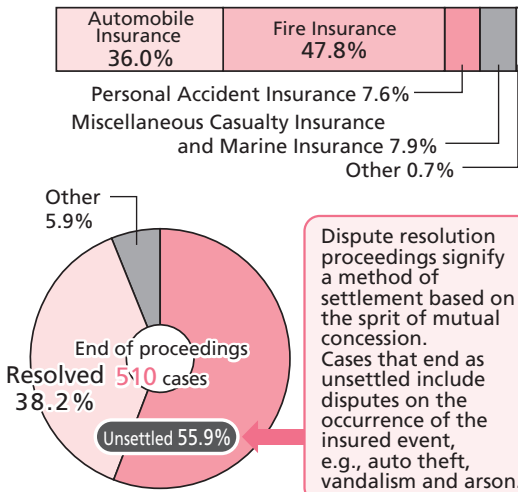 Automobile
Insurance
36.0%
Fire Insurance
47.8%
Personal Accident Insurance 7.6%
Miscellaneous Casualty Insurance
and Marine Insurance 7.9%
Other 0.7%
Other
5.9%
End of proceedings
510 cases
Resolved
38.2%
Unsettled 55.9%
Dispute resolution
proceedings signify
a method of
settlement based on
the sprit of mutual
concession.
Cases that end as
unsettled include
disputes on the
occurrence of the
insured event,
e.g., auto theft,
vandalism and arson.